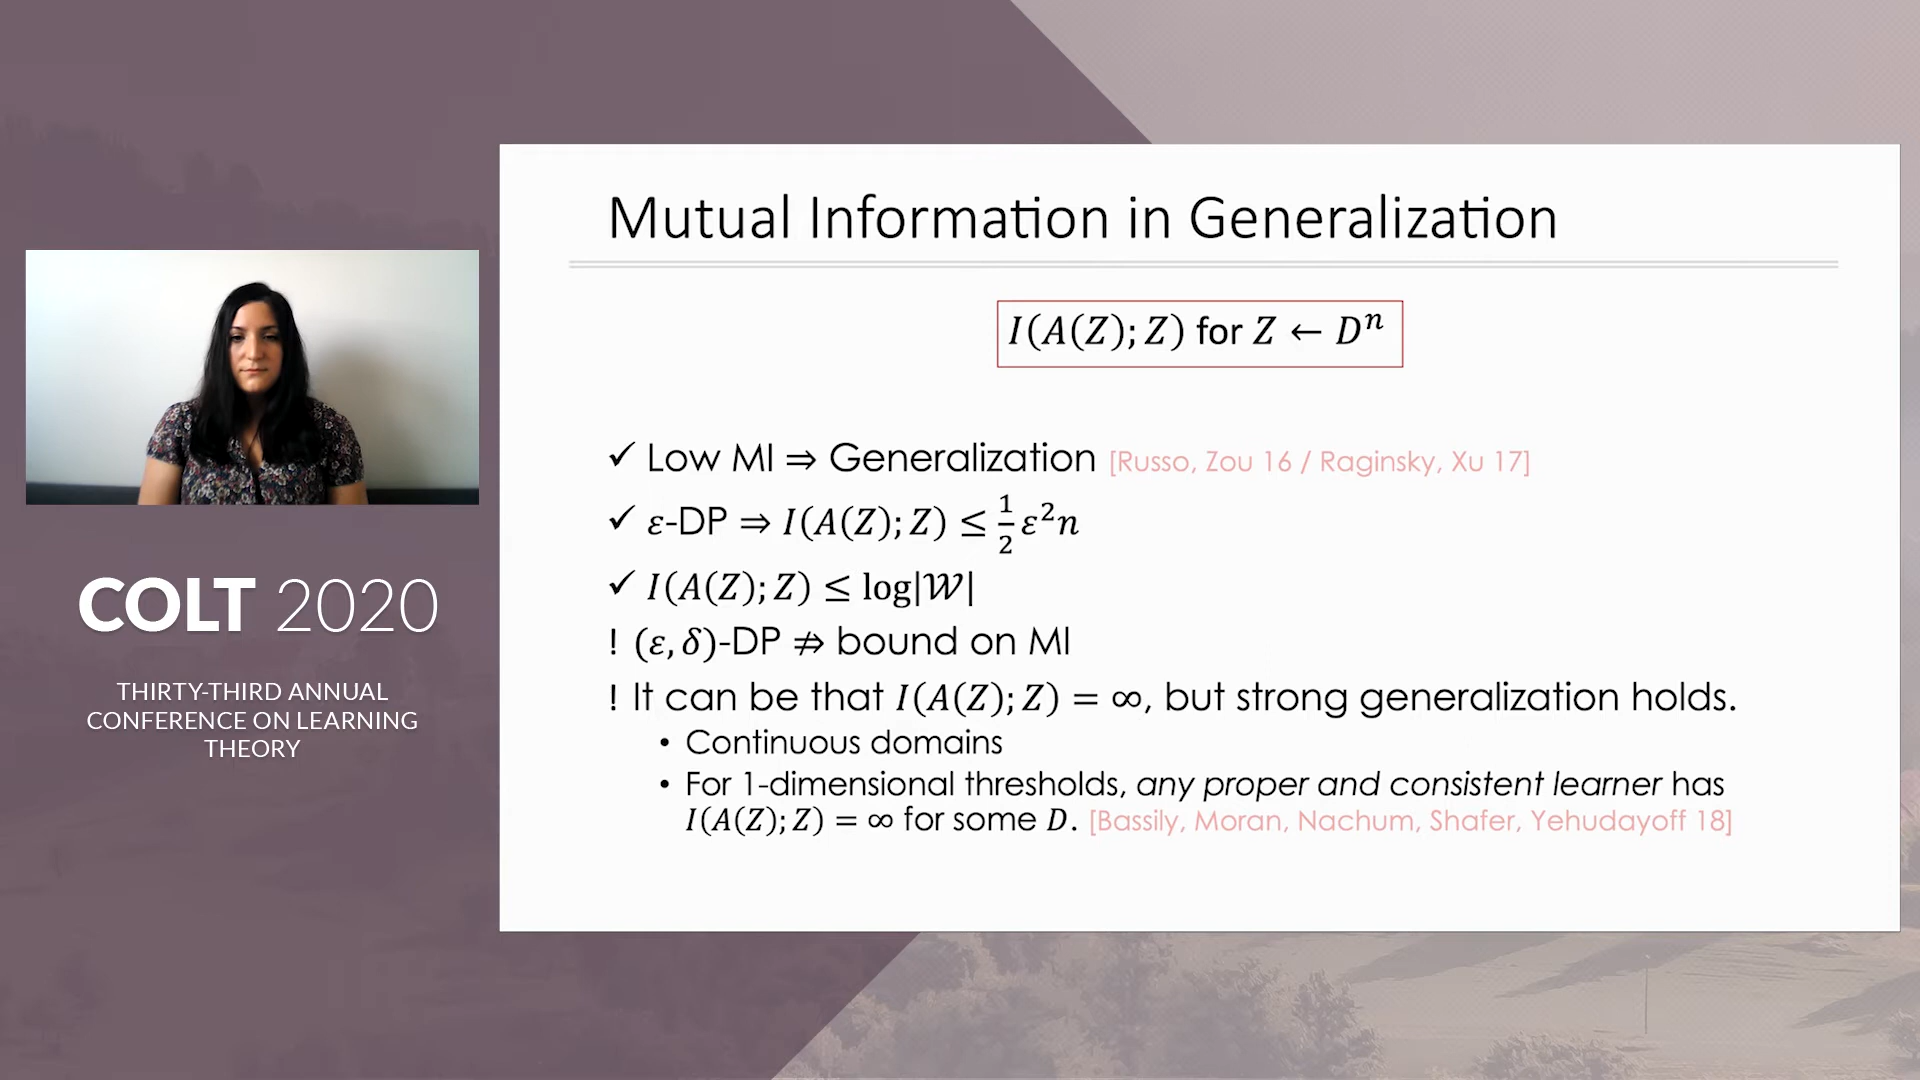 Mutual Information in Generalization
I(A(Z); Z) for Z ← Dⁿ
✓ Low MI ⇒ Generalization [Russo, Zou 16 / Raginsky, Xu 17]
✓ ε-DP ⇒ I(A(Z); Z) ≤ 1/2 ε²n
✓ I(A(Z); Z) ≤ log|𝒲|
! (ε, δ)-DP ⇏ bound on MI
! It can be that I(A(Z); Z) = ∞, but strong generalization holds.
• Continuous domains
• For 1-dimensional thresholds, any proper and consistent learner has
I(A(Z); Z) = ∞ for some D. [Bassily, Moran, Nachum, Shafer, Yehudayoff 18]
COLT 2020
THIRTY-THIRD ANNUAL
CONFERENCE ON LEARNING
THEORY